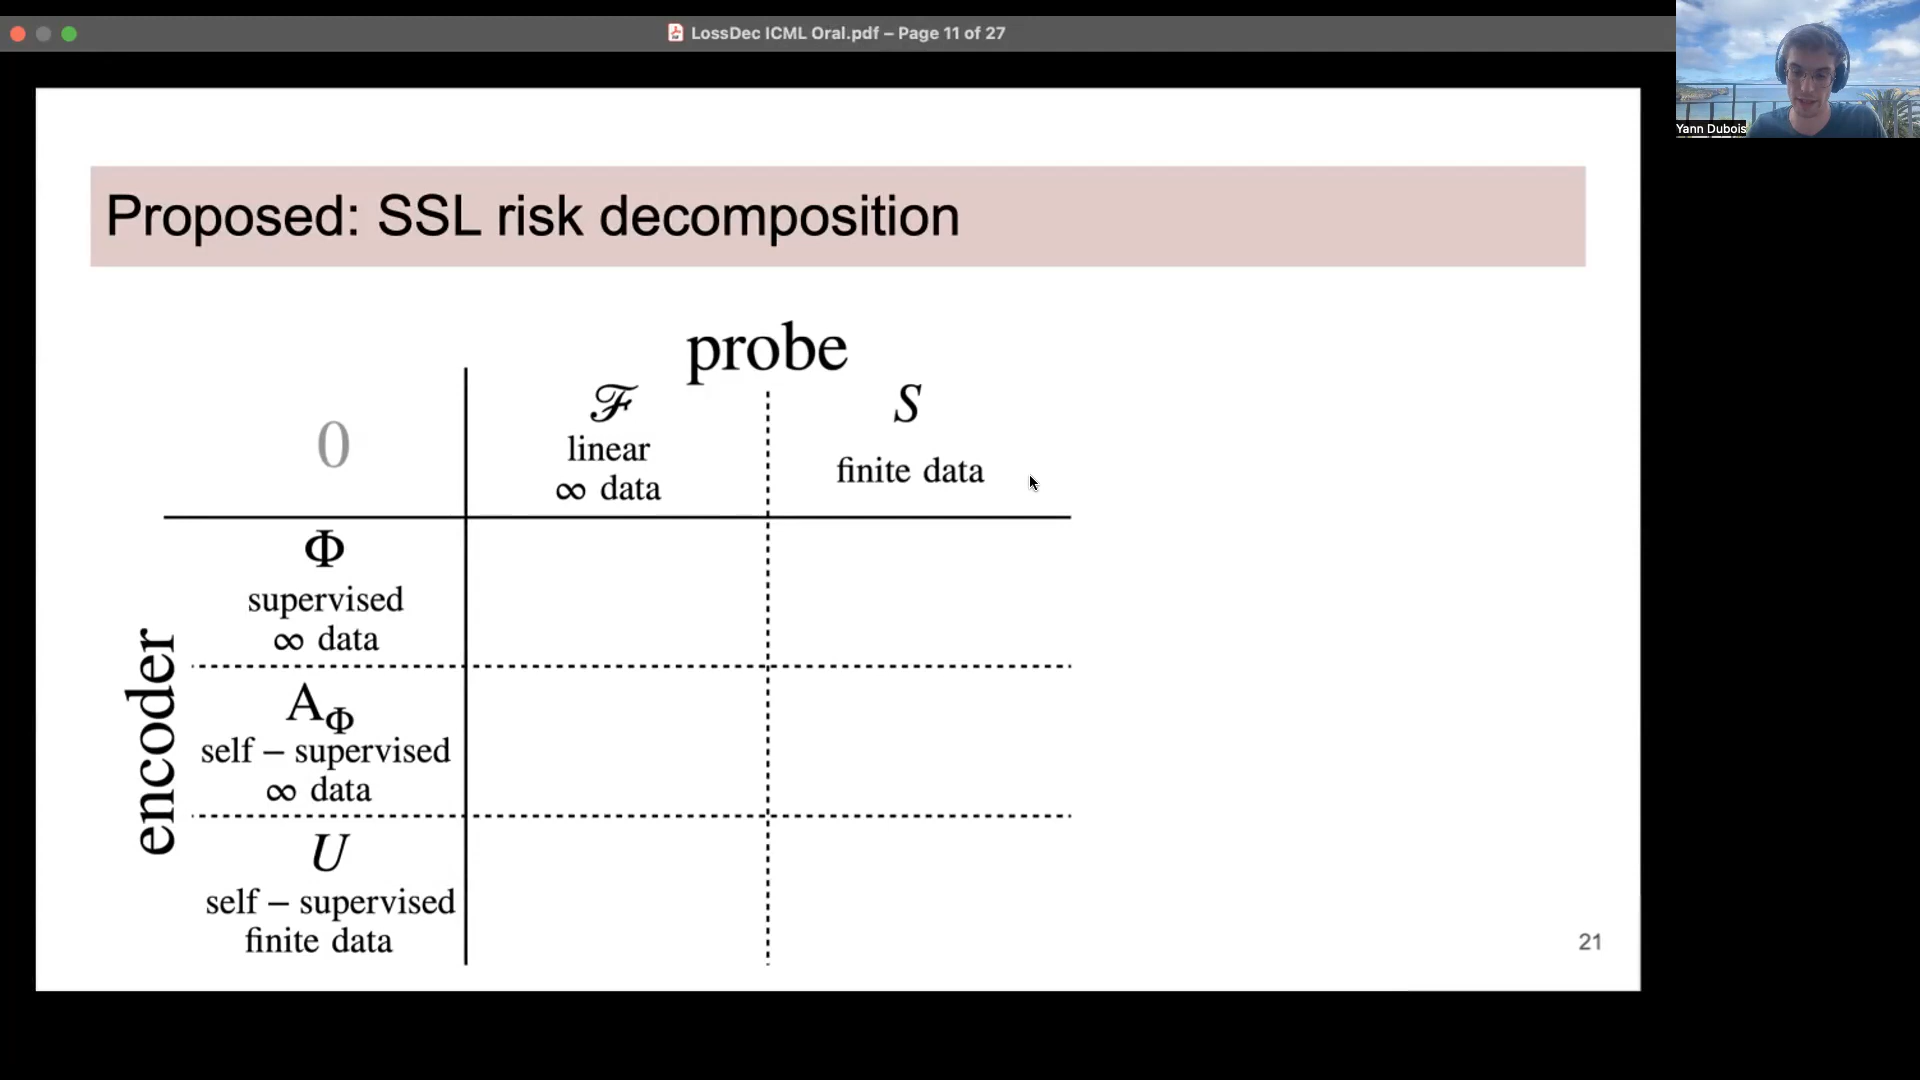 LossDec ICML Oral.pdf – Page 11 of 27
Yann Dubois
Proposed: SSL risk decomposition
probe
ℱ
S
0
linear
finite data
∞ data
Φ
supervised
∞ data
encoder
A_Φ
self – supervised
∞ data
U
self – supervised
finite data
21